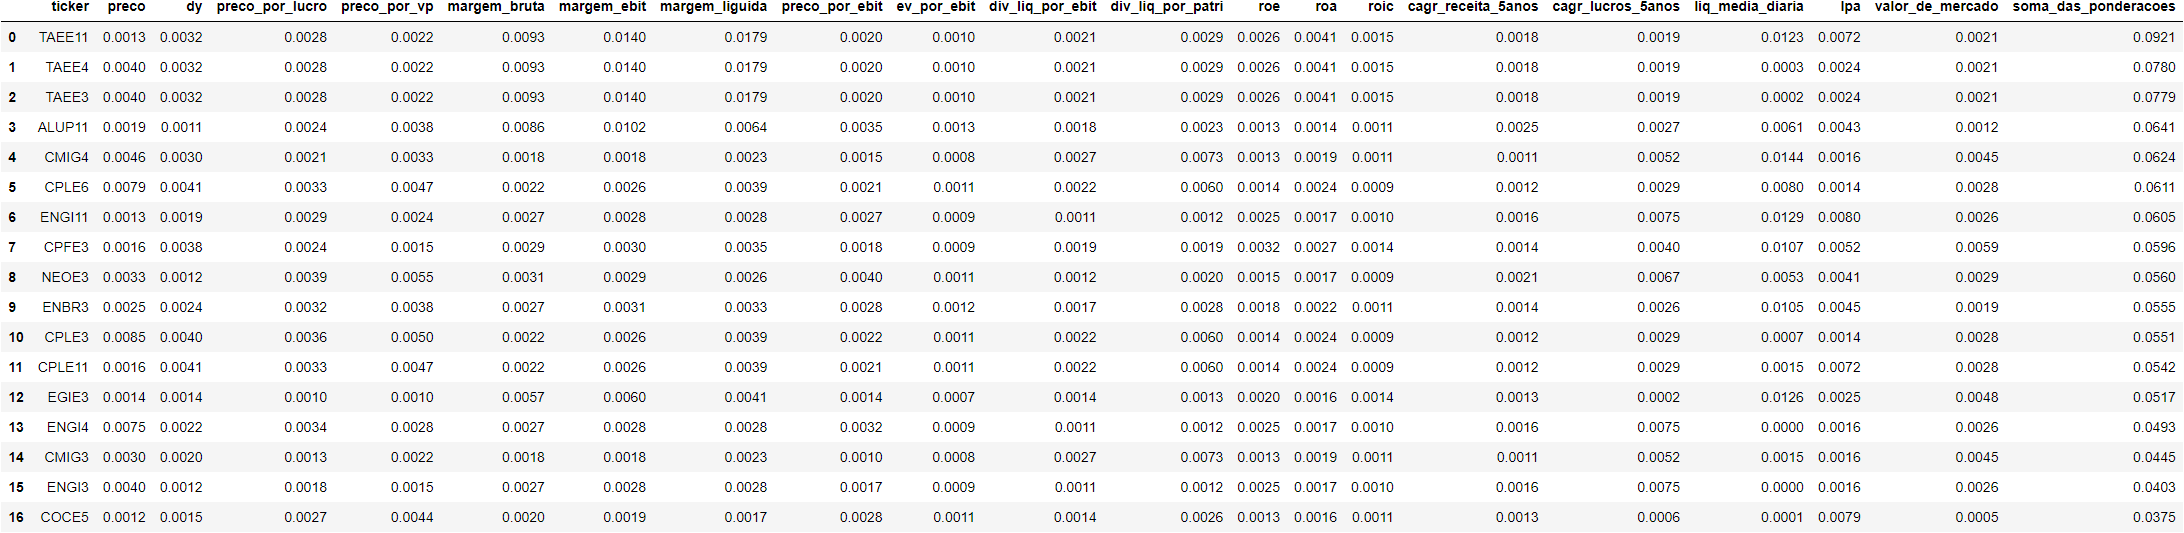 ticker preco dy preco_por_lucro preco_por_vp margem_bruta margem_ebit margem_liguida preco_por_ebit ev_por_ebit div_liq_por_ebit div_liq_por_patri roe roa roic cagr_receita_5anos cagr_lucros_5anos liq_media_diaria lpa valor_de_mercado soma_das_ponderacoes
0 TAEE11 0.0013 0.0032 0.0028 0.0022 0.0093 0.0140 0.0179 0.0020 0.0010 0.0021 0.0029 0.0026 0.0041 0.0015 0.0018 0.0019 0.0123 0.0072 0.0021 0.0921
1 TAEE4 0.0040 0.0032 0.0028 0.0022 0.0093 0.0140 0.0179 0.0020 0.0010 0.0021 0.0029 0.0026 0.0041 0.0015 0.0018 0.0019 0.0003 0.0024 0.0021 0.0780
2 TAEE3 0.0040 0.0032 0.0028 0.0022 0.0093 0.0140 0.0179 0.0020 0.0010 0.0021 0.0029 0.0026 0.0041 0.0015 0.0018 0.0019 0.0002 0.0024 0.0021 0.0779
3 ALUP11 0.0019 0.0011 0.0024 0.0038 0.0086 0.0102 0.0064 0.0035 0.0013 0.0018 0.0023 0.0013 0.0014 0.0011 0.0025 0.0027 0.0061 0.0043 0.0012 0.0641
4 CMIG4 0.0046 0.0030 0.0021 0.0033 0.0018 0.0018 0.0023 0.0015 0.0008 0.0027 0.0073 0.0013 0.0019 0.0011 0.0011 0.0052 0.0144 0.0016 0.0045 0.0624
5 CPLE6 0.0079 0.0041 0.0033 0.0047 0.0022 0.0026 0.0039 0.0021 0.0011 0.0022 0.0060 0.0014 0.0024 0.0009 0.0012 0.0029 0.0080 0.0014 0.0028 0.0611
6 ENGI11 0.0013 0.0019 0.0029 0.0024 0.0027 0.0028 0.0028 0.0027 0.0009 0.0011 0.0012 0.0025 0.0017 0.0010 0.0016 0.0075 0.0129 0.0080 0.0026 0.0605
7 CPFE3 0.0016 0.0038 0.0024 0.0015 0.0029 0.0030 0.0035 0.0018 0.0009 0.0019 0.0019 0.0032 0.0027 0.0014 0.0014 0.0040 0.0107 0.0052 0.0059 0.0596
8 NEOE3 0.0033 0.0012 0.0039 0.0055 0.0031 0.0029 0.0026 0.0040 0.0011 0.0012 0.0020 0.0015 0.0017 0.0009 0.0021 0.0067 0.0053 0.0041 0.0029 0.0560
9 ENBR3 0.0025 0.0024 0.0032 0.0038 0.0027 0.0031 0.0033 0.0028 0.0012 0.0017 0.0028 0.0018 0.0022 0.0011 0.0014 0.0026 0.0105 0.0045 0.0019 0.0555
10 CPLE3 0.0085 0.0040 0.0036 0.0050 0.0022 0.0026 0.0039 0.0022 0.0011 0.0022 0.0060 0.0014 0.0024 0.0009 0.0012 0.0029 0.0007 0.0014 0.0028 0.0551
11 CPLE11 0.0016 0.0041 0.0033 0.0047 0.0022 0.0026 0.0039 0.0021 0.0011 0.0022 0.0060 0.0014 0.0024 0.0009 0.0012 0.0029 0.0015 0.0072 0.0028 0.0542
12 EGIE3 0.0014 0.0014 0.0010 0.0010 0.0057 0.0060 0.0041 0.0014 0.0007 0.0014 0.0013 0.0020 0.0016 0.0014 0.0013 0.0002 0.0126 0.0025 0.0048 0.0517
13 ENGI4 0.0075 0.0022 0.0034 0.0028 0.0027 0.0028 0.0028 0.0032 0.0009 0.0011 0.0012 0.0025 0.0017 0.0010 0.0016 0.0075 0.0000 0.0016 0.0026 0.0493
14 CMIG3 0.0030 0.0020 0.0013 0.0022 0.0018 0.0018 0.0023 0.0010 0.0008 0.0027 0.0073 0.0013 0.0019 0.0011 0.0011 0.0052 0.0015 0.0016 0.0045 0.0445
15 ENGI3 0.0040 0.0012 0.0018 0.0015 0.0027 0.0028 0.0028 0.0017 0.0009 0.0011 0.0012 0.0025 0.0017 0.0010 0.0016 0.0075 0.0000 0.0016 0.0026 0.0403
16 COCE5 0.0012 0.0015 0.0027 0.0044 0.0020 0.0019 0.0017 0.0028 0.0011 0.0014 0.0026 0.0013 0.0016 0.0011 0.0013 0.0006 0.0001 0.0079 0.0005 0.0375